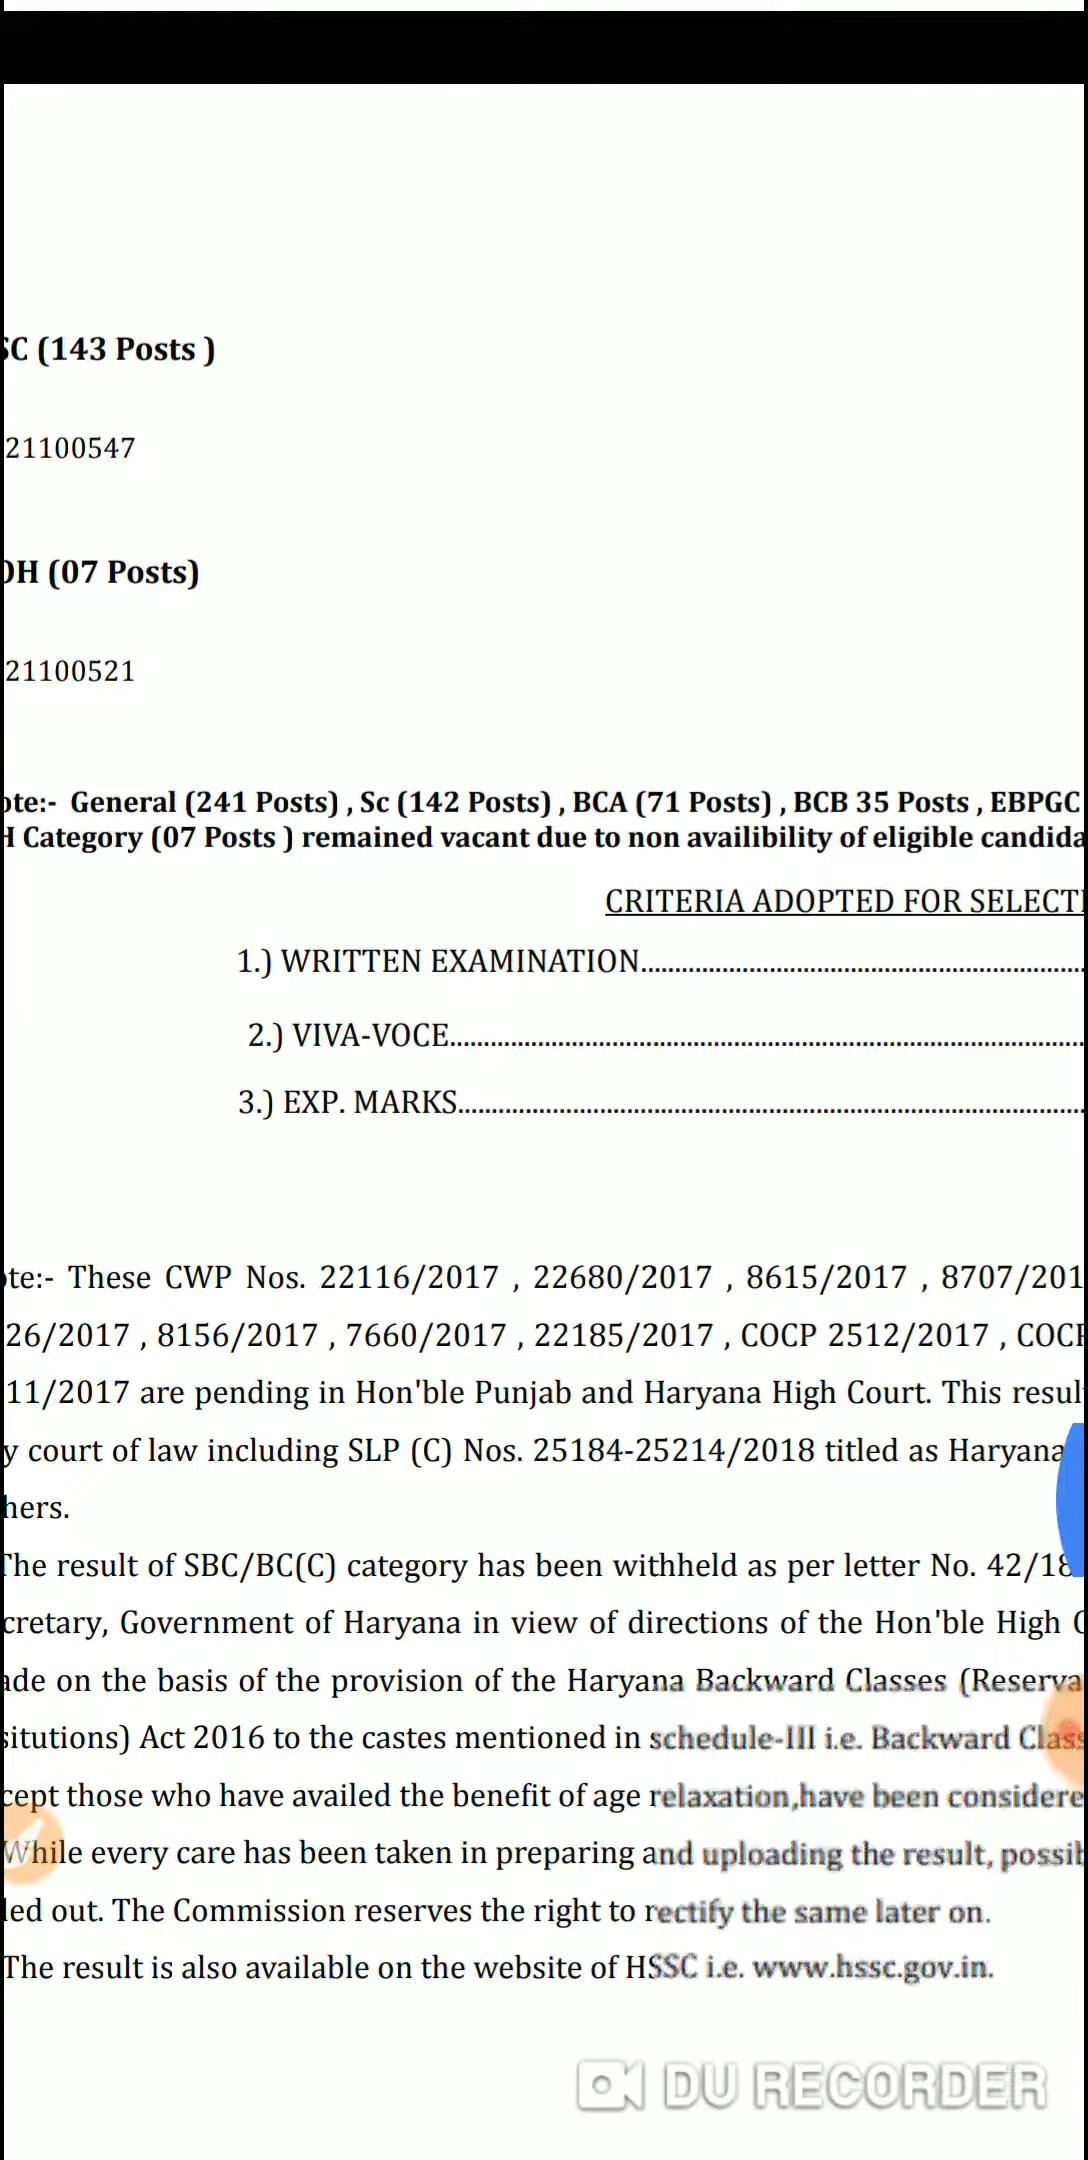 SC (143 Posts )
21100547
OH (07 Posts)
21100521
ote:- General (241 Posts) , Sc (142 Posts) , BCA (71 Posts) , BCB 35 Posts , EBPGC
H Category (07 Posts ) remained vacant due to non availibility of eligible candida
CRITERIA ADOPTED FOR SELECTI
1.) WRITTEN EXAMINATION
2.) VIVA-VOCE
3.) EXP. MARKS
ote:- These CWP Nos. 22116/2017 , 22680/2017 , 8615/2017 , 8707/201
26/2017 , 8156/2017 , 7660/2017 , 22185/2017 , COCP 2512/2017 , COCP
11/2017 are pending in Hon'ble Punjab and Haryana High Court. This resul
y court of law including SLP (C) Nos. 25184-25214/2018 titled as Haryana
hers.
The result of SBC/BC(C) category has been withheld as per letter No. 42/18
cretary, Government of Haryana in view of directions of the Hon'ble High C
ade on the basis of the provision of the Haryana Backward Classes (Reserva
situtions) Act 2016 to the castes mentioned in schedule-III i.e. Backward Class
cept those who have availed the benefit of age relaxation,have been considere
While every care has been taken in preparing and uploading the result, possib
led out. The Commission reserves the right to rectify the same later on.
The result is also available on the website of HSSC i.e. www.hssc.gov.in.
DU RECORDER